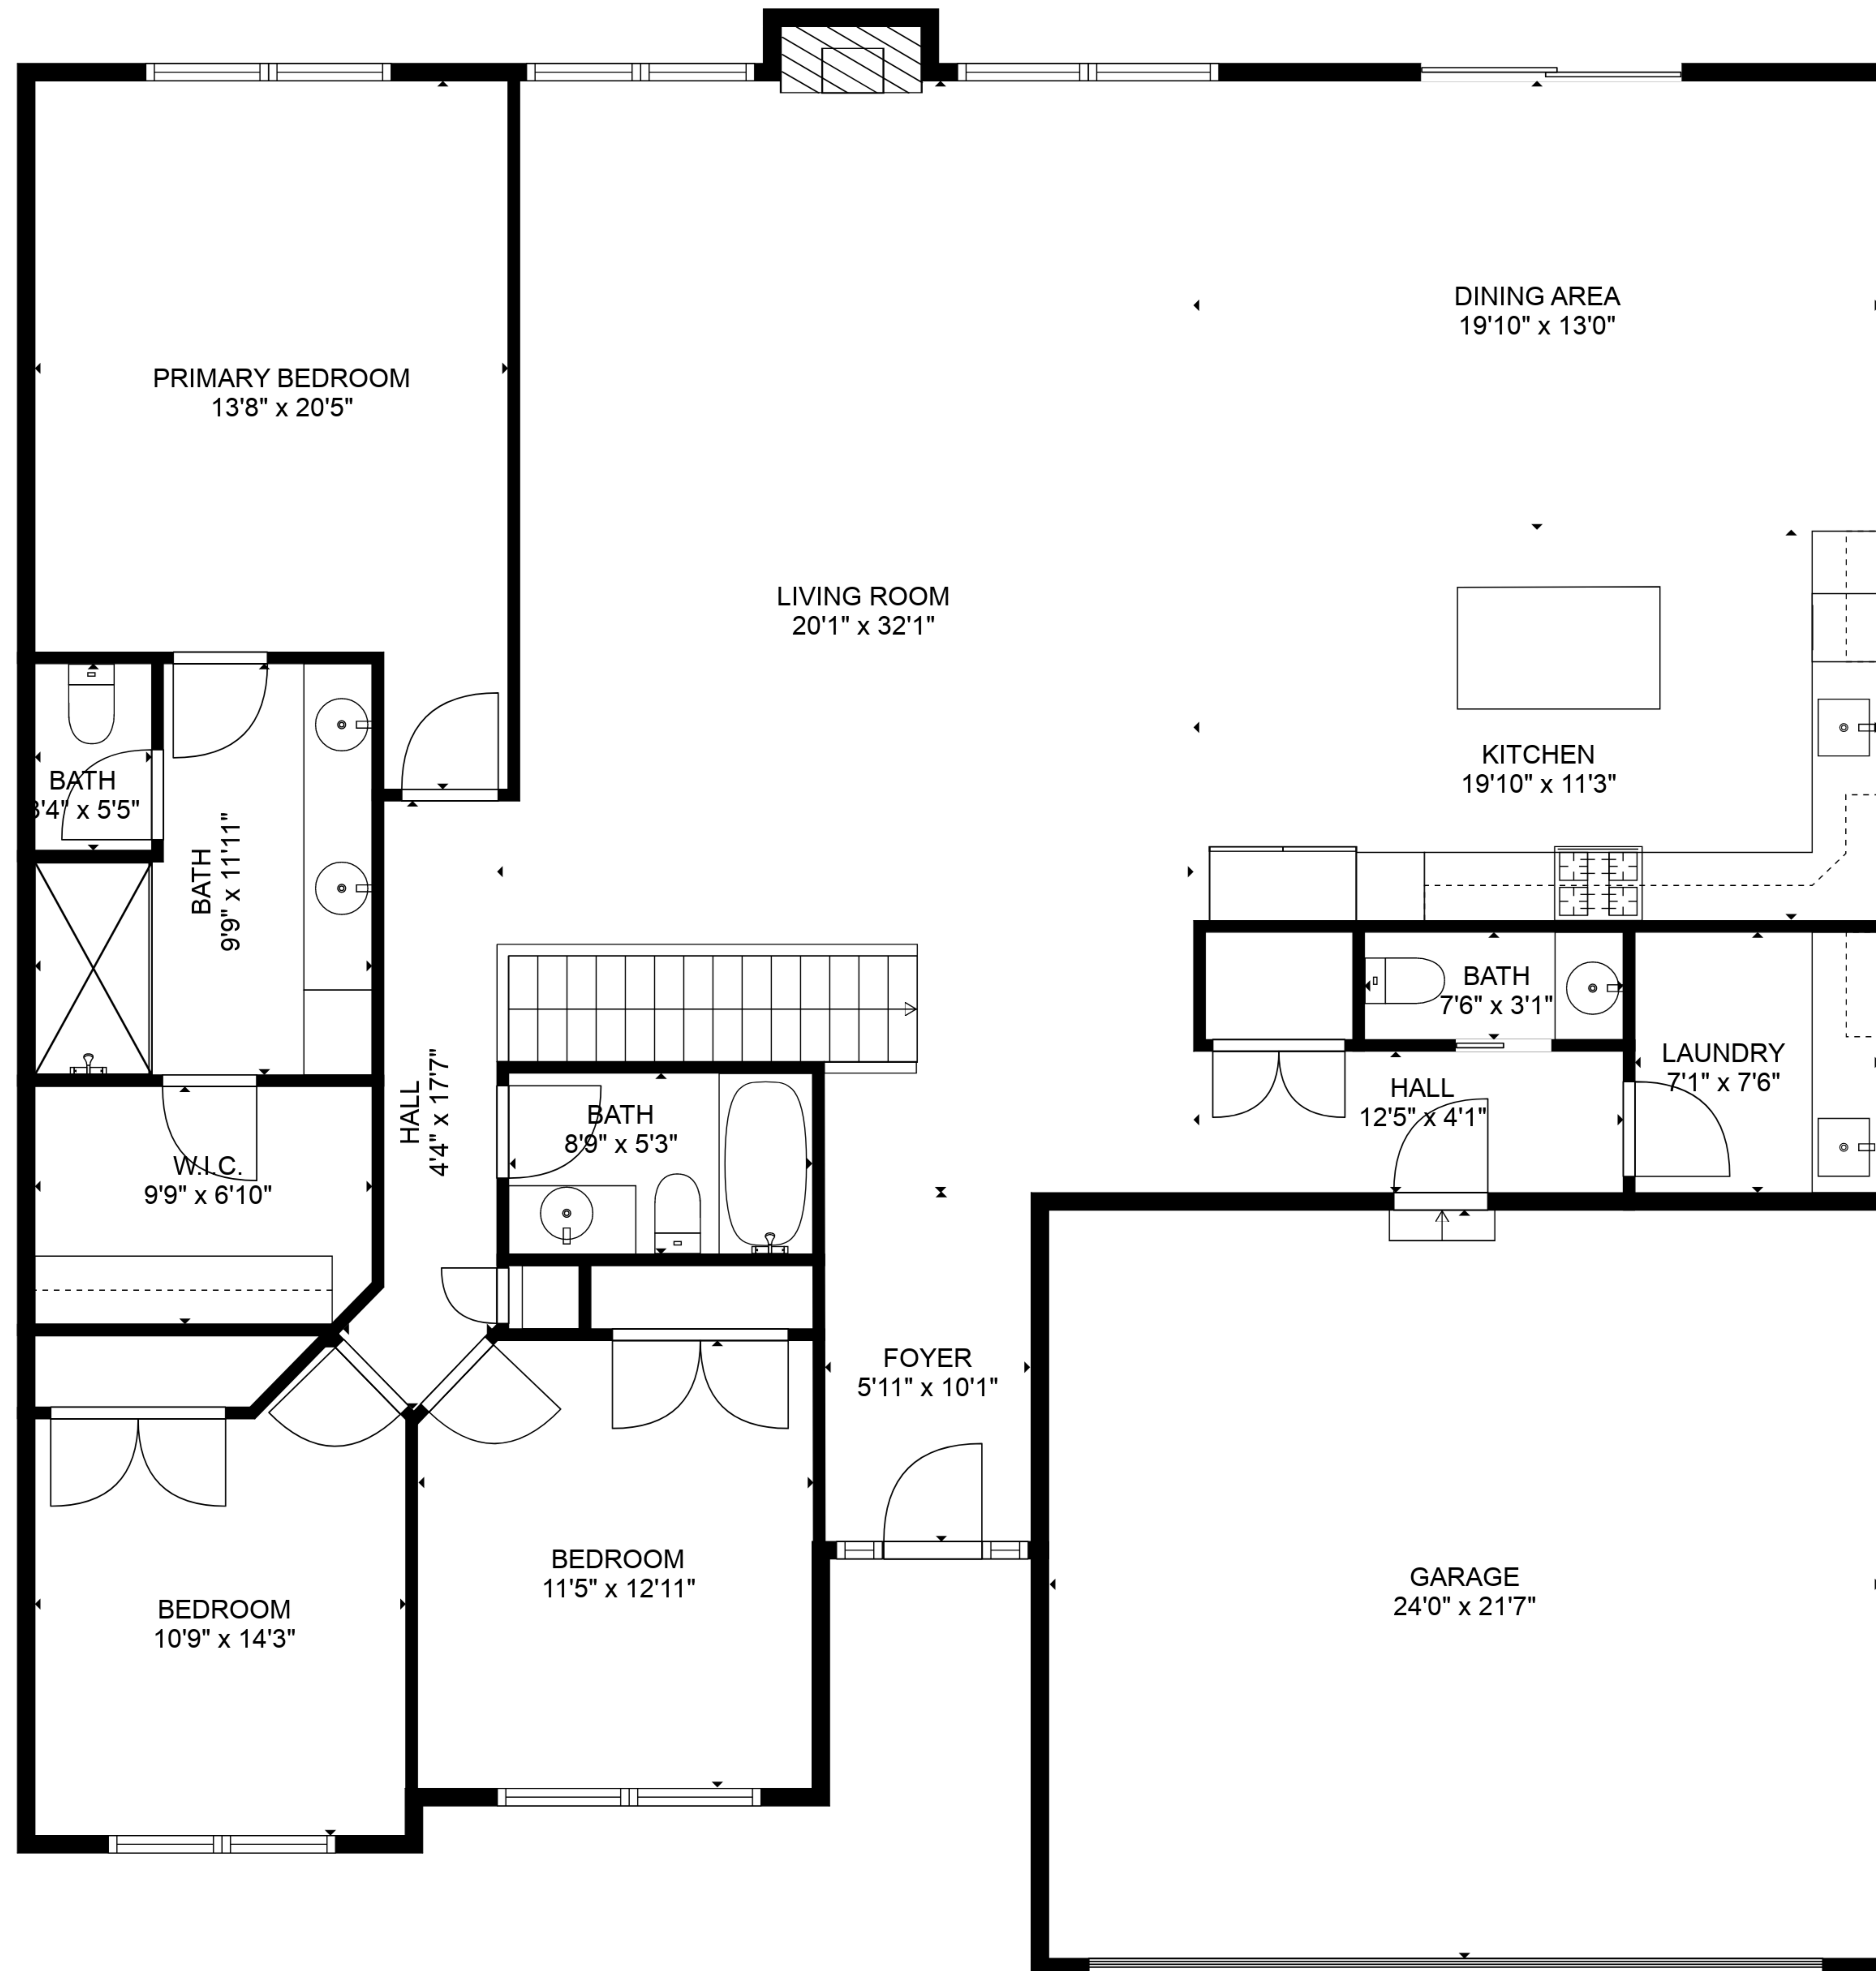 DINING AREA
19'10" x 13'0"
PRIMARY BEDROOM
13'8" x 20'5"
LIVING ROOM
20'1" x 32'1"
KITCHEN
19'10" x 11'3"
BATH
3'4" x 5'5"
BATH
9'9" x 11'11"
BATH
7'6" x 3'1"
LAUNDRY
7'1" x 7'6"
HALL
12'5" x 4'1"
HALL
4'4" x 17'7"
BATH
8'9" x 5'3"
W.I.C.
9'9" x 6'10"
FOYER
5'11" x 10'1"
BEDROOM
11'5" x 12'11"
GARAGE
24'0" x 21'7"
BEDROOM
10'9" x 14'3"